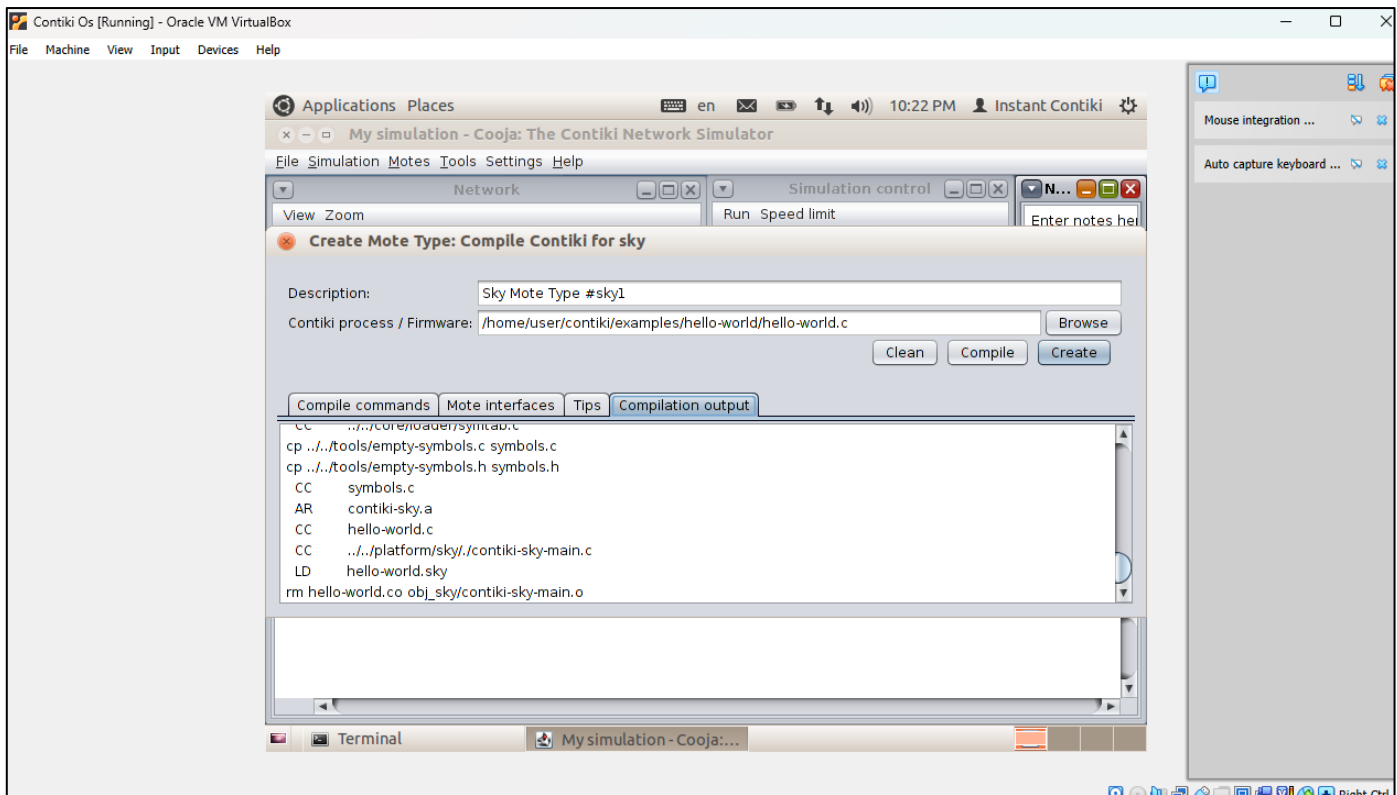 Contiki Os [Running] - Oracle VM VirtualBox
File Machine View Input Devices Help
Applications Places en 10:22 PM Instant Contiki
My simulation - Cooja: The Contiki Network Simulator
File Simulation Motes Tools Settings Help
Network Simulation control N...
View Zoom Run Speed limit Enter notes her
Create Mote Type: Compile Contiki for sky
Description: Sky Mote Type #sky1
Contiki process / Firmware: /home/user/contiki/examples/hello-world/hello-world.c Browse
Clean Compile Create
Compile commands Mote interfaces Tips Compilation output
CC ../../core/loader/symtab.c
cp ../../tools/empty-symbols.c symbols.c
cp ../../tools/empty-symbols.h symbols.h
CC symbols.c
AR contiki-sky.a
CC hello-world.c
CC ../../platform/sky/./contiki-sky-main.c
LD hello-world.sky
rm hello-world.co obj_sky/contiki-sky-main.o
Terminal My simulation - Cooja:...
Mouse integration ...
Auto capture keyboard ...
Right Ctrl